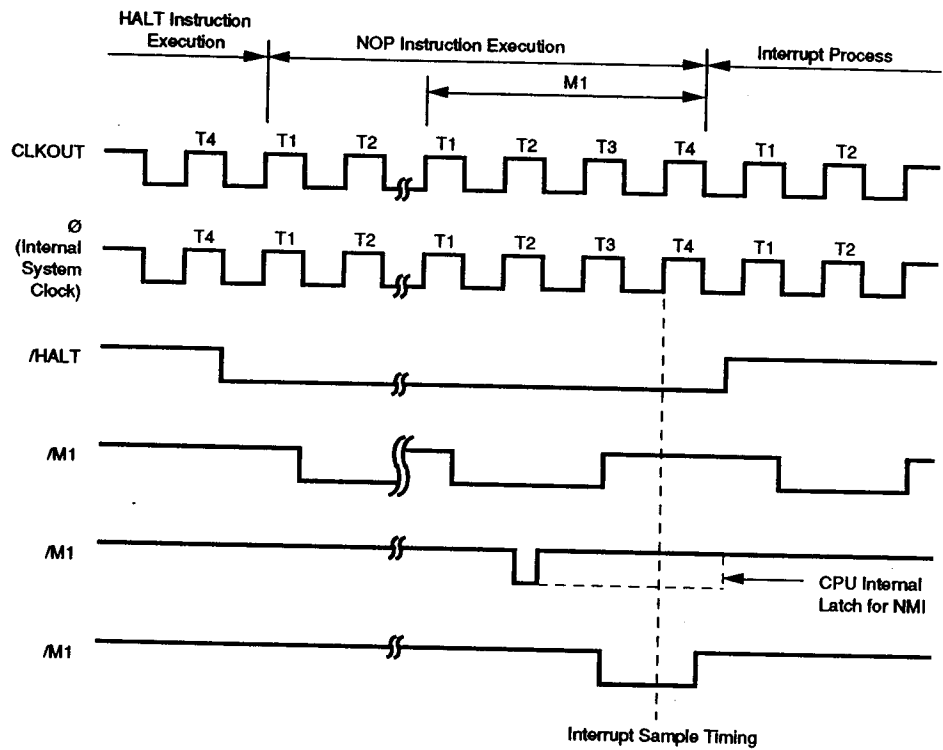 HALT Instruction
Execution
NOP Instruction Execution
Interrupt Process
M1
CLKOUT
T4 T1 T2 T1 T2 T3 T4 T1 T2
Ø
(Internal
System
Clock)
T4 T1 T2 T1 T2 T3 T4 T1 T2
/HALT
/M1
/M1
CPU Internal
Latch for NMI
/M1
Interrupt Sample Timing